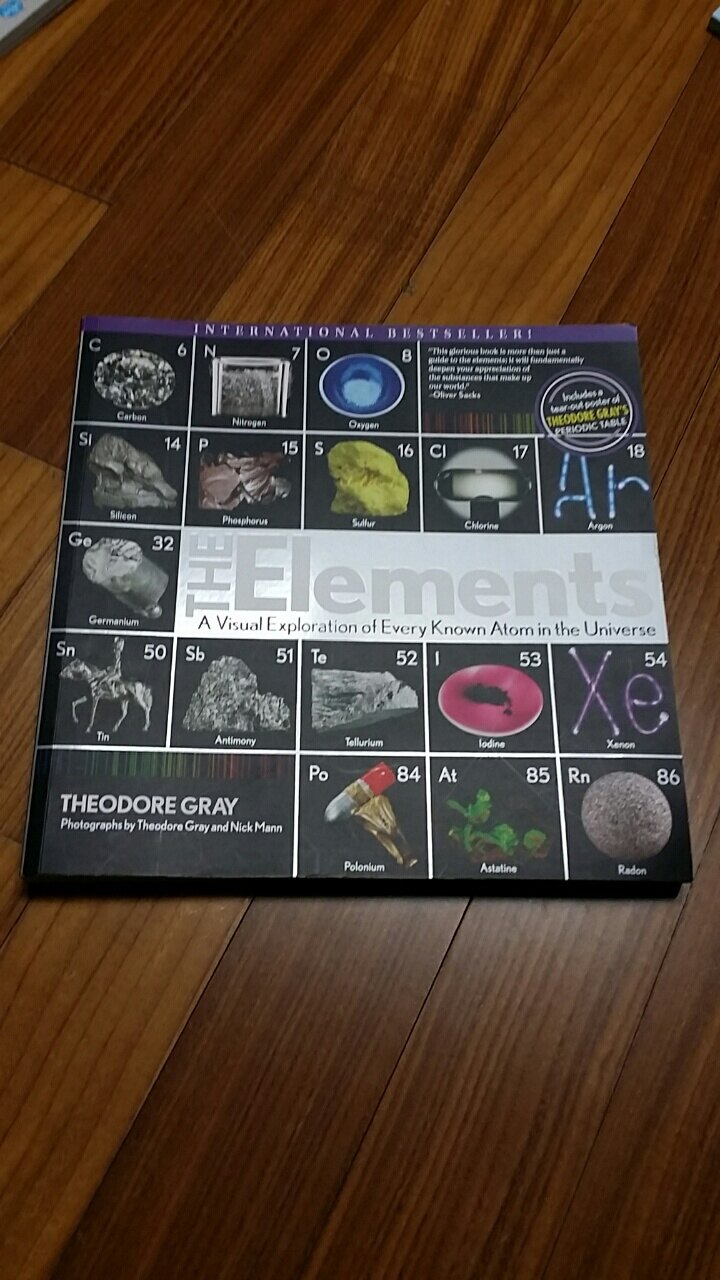 INTERNATIONAL BESTSELLER!
C 6
Carbon
N 7
Nitrogen
O 8
Oxygen
"This glorious book is more than just a
guide to the elements; it will fundamentally
deepen your appreciation of
the substances that make up
our world."
—Oliver Sacks
Includes a
tear-out poster of
THEODORE GRAY'S
PERIODIC TABLE
Si 14
Silicon
P 15
Phosphorus
S 16
Sulfur
Cl 17
Chlorine
18
Ar
Argon
Ge 32
Germanium
THE Elements
A Visual Exploration of Every Known Atom in the Universe
Sn 50
Tin
Sb 51
Antimony
Te 52
Tellurium
I 53
Iodine
54
Xe
Xenon
THEODORE GRAY
Photographs by Theodore Gray and Nick Mann
Po 84
Polonium
At 85
Astatine
Rn 86
Radon